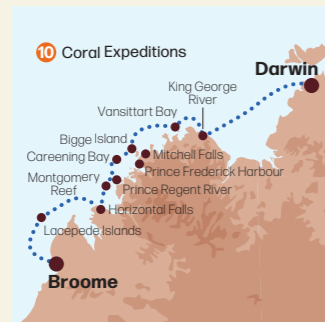 10 Coral Expeditions
Darwin
King George
River
Vansittart Bay
Bigge Island
Mitchell Falls
Careening Bay
Prince Frederick Harbour
Montgomery
Reef
Prince Regent River
Horizontal Falls
Lacepede Islands
Broome